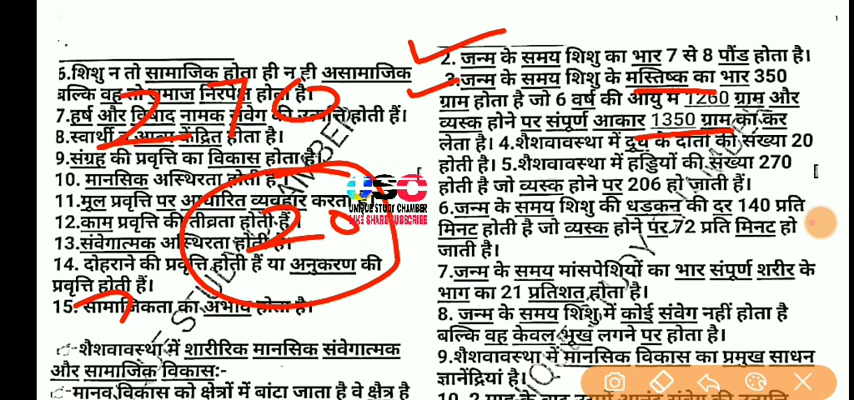 6.शिशु न तो सामाजिक होता ही न ही असामाजिक
बल्कि वह तो समाज निरपेक्ष होता है।
7.हर्ष और विषाद नामक संवेग की उत्पत्ति होती हैं।
8.स्वार्थी व आत्म केंद्रित होता है।
9.संग्रह की प्रवृत्ति का विकास होता है।
10. मानसिक अस्थिरता होती है।
11.मूल प्रवृत्ति पर आधारित व्यवहार करता
12.काम प्रवृत्ति की तीव्रता होती हैं।
13.संवेगात्मक अस्थिरता होती है।
14. दोहराने की प्रवृत्ति होती हैं या अनुकरण की
प्रवृत्ति होती हैं।
15. सामाजिकता का अभाव होता है।
शैशवावस्था में शारीरिक मानसिक संवेगात्मक
और सामाजिक विकास:-
मानव विकास को क्षेत्रों में बांटा जाता है वे क्षैत्र है
270
20
USC
UNIQUE STUDY CHAMBER
LIKE SHARE SUBSCRIBE
2. जन्म के समय शिशु का भार 7 से 8 पौंड होता है।
3.जन्म के समय शिशु के मस्तिष्क का भार 350
ग्राम होता है जो 6 वर्ष की आयु में 1260 ग्राम और
व्यस्क होने पर संपूर्ण आकार 1350 ग्राम का कर
लेता है। 4.शैशवावस्था में दूध के दांतों की संख्या 20
होती है। 5.शैशवावस्था में हड्डियों की संख्या 270
होती है जो व्यस्क होने पर 206 हो जाती हैं।
6.जन्म के समय शिशु की धड़कन की दर 140 प्रति
मिनट होती है जो व्यस्क होने पर 72 प्रति मिनट हो
जाती है।
7.जन्म के समय मांसपेशियों का भार संपूर्ण शरीर के
भाग का 21 प्रतिशत होता है।
8. जन्म के समय शिशु में कोई संवेग नहीं होता है
बल्कि वह केवल भूख लगने पर होता है।
9.शैशवावस्था में मानसिक विकास का प्रमुख साधन
ज्ञानेंद्रियां है।